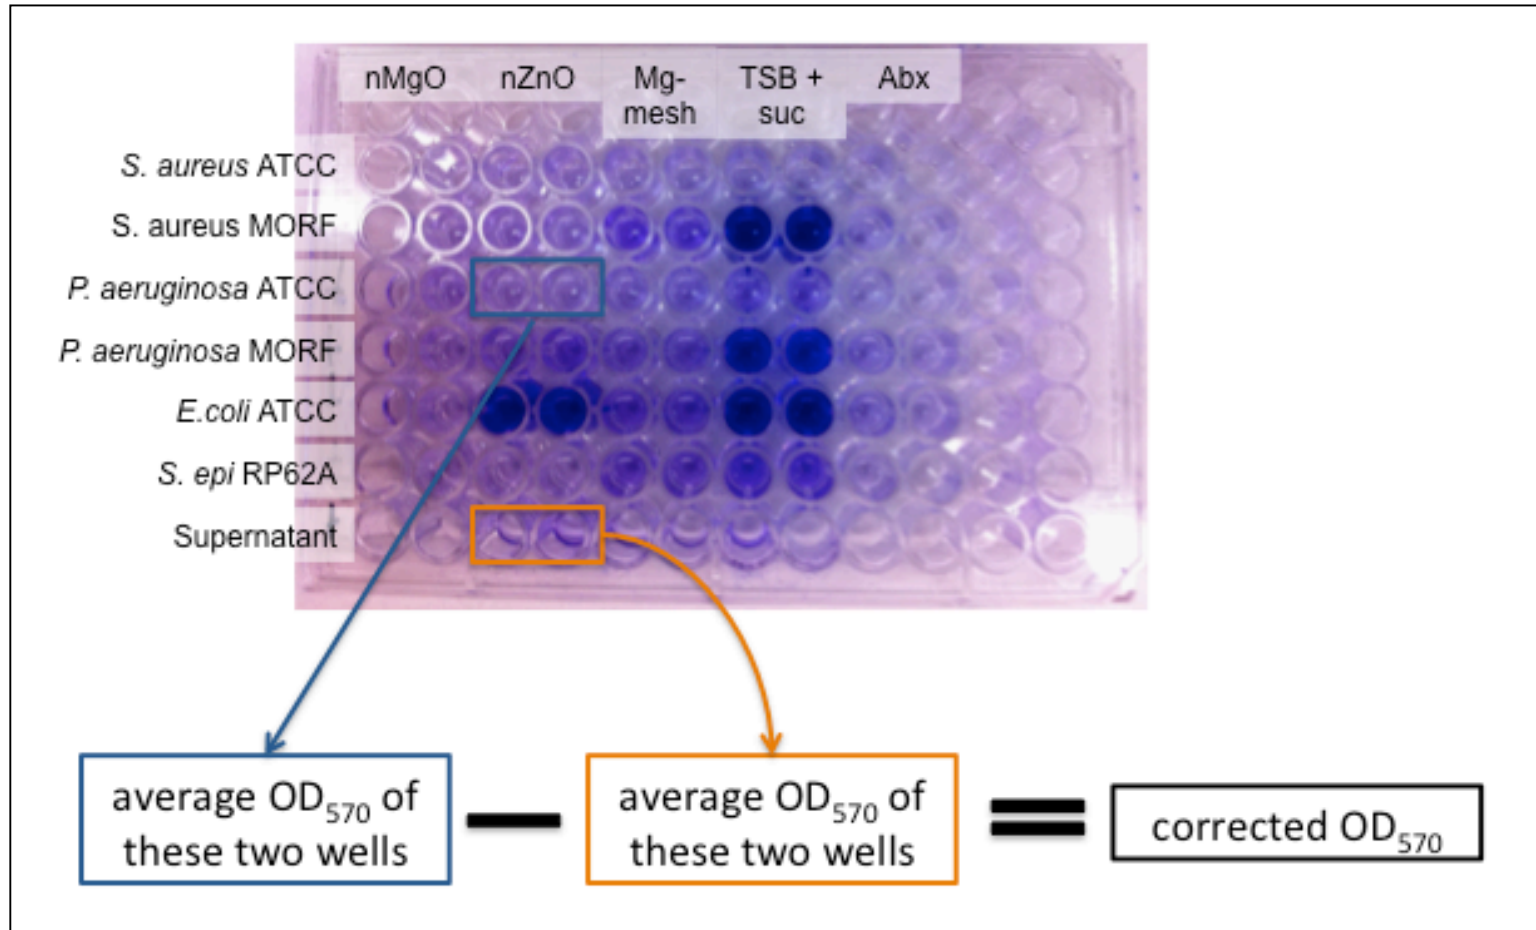 nMgO
nZnO
Mg-
mesh
TSB +
suc
Abx
S. aureus ATCC
S. aureus MORF
P. aeruginosa ATCC
P. aeruginosa MORF
E.coli ATCC
S. epi RP62A
Supernatant
average OD570 of
these two wells
average OD570 of
these two wells
corrected OD570